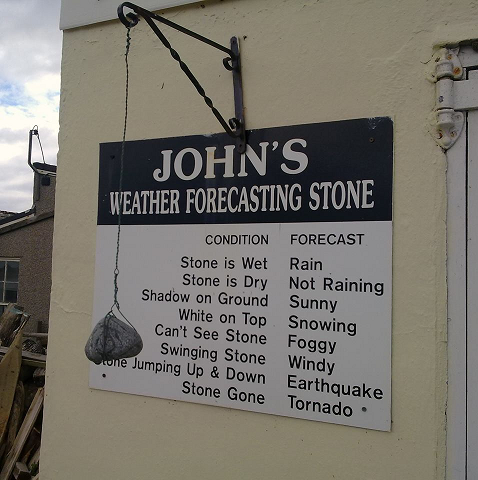 JOHN'S
WEATHER FORECASTING STONE
CONDITION FORECAST
Stone is Wet Rain
Stone is Dry Not Raining
Shadow on Ground Sunny
White on Top Snowing
Can't See Stone Foggy
Swinging Stone Windy
Stone Jumping Up & Down Earthquake
Stone Gone Tornado